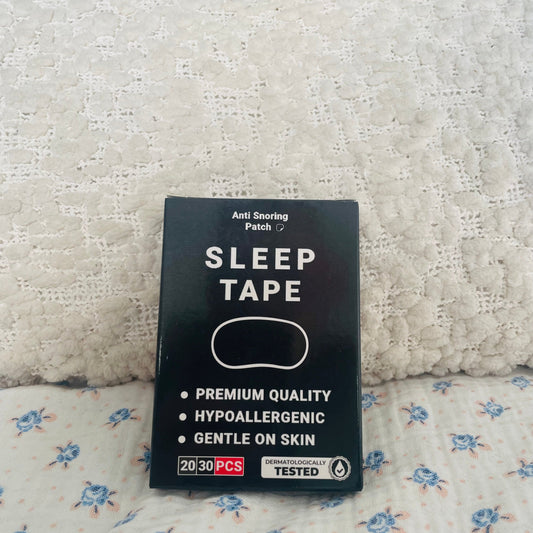 Anti Snoring
Patch
SLEEP
TAPE
PREMIUM QUALITY
HYPOALLERGENIC
GENTLE ON SKIN
20 30 PCS
DERMATOLOGICALLY
TESTED